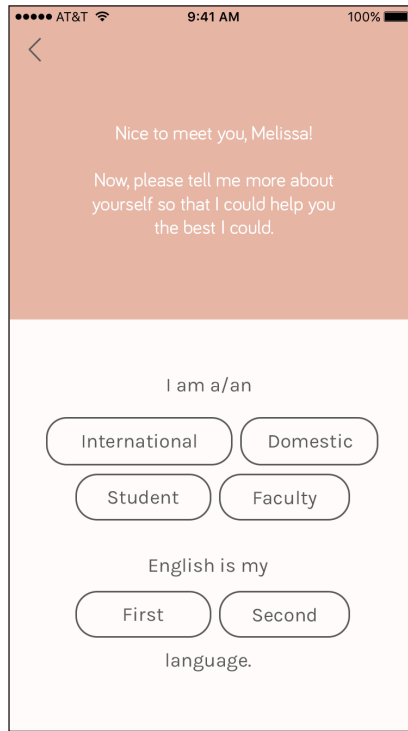 AT&T 9:41 AM 100%
Nice to meet you, Melissa!
Now, please tell me more about
yourself so that I could help you
the best I could.
I am a/an
International Domestic
Student Faculty
English is my
First Second
language.